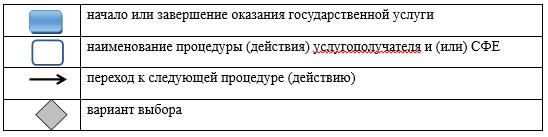 начало или завершение оказания государственной услуги
наименование процедуры (действия) услугополучателя и (или) СФЕ
переход к следующей процедуре (действию)
вариант выбора